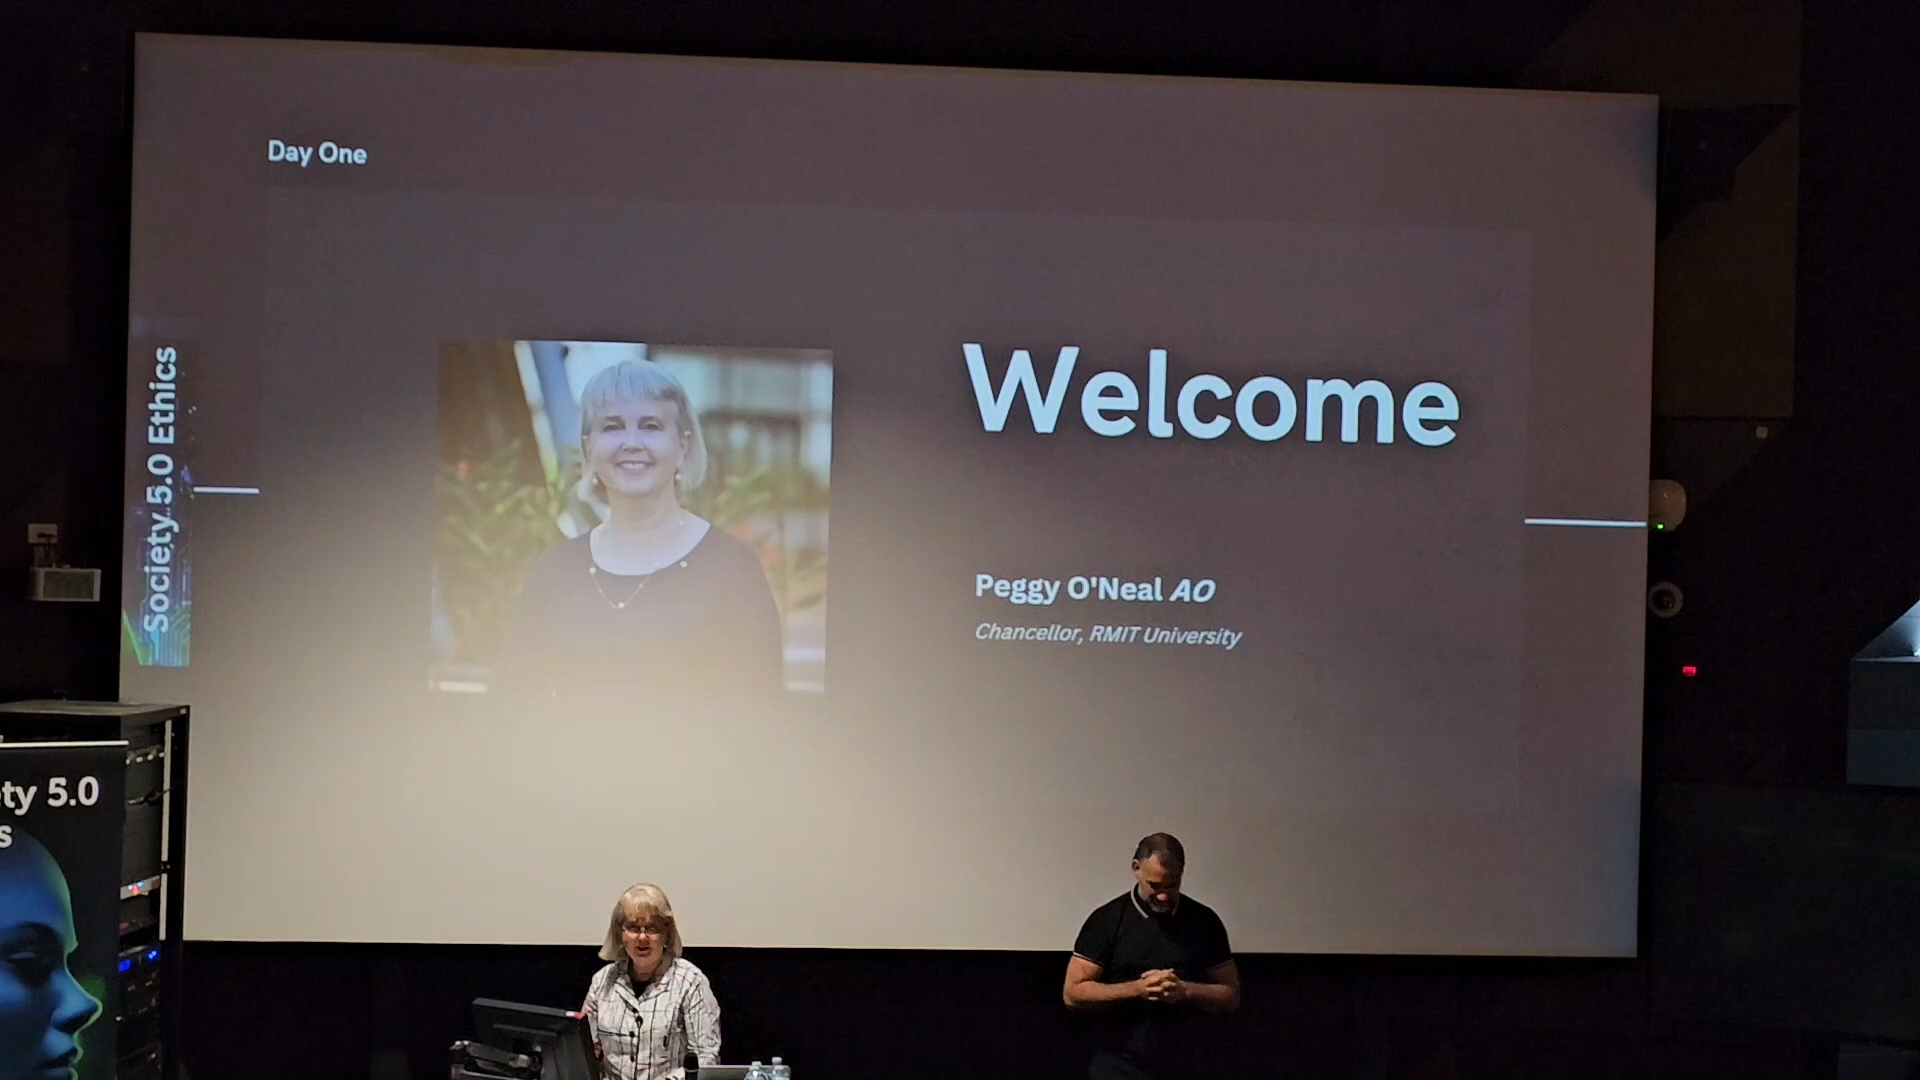 Day One
Society 5.0 Ethics
Welcome
Peggy O'Neal AO
Chancellor, RMIT University
ty 5.0
s